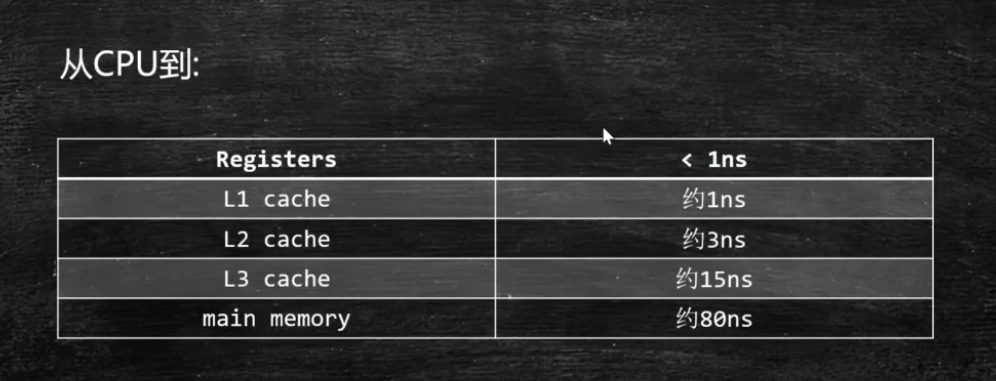 从CPU到:
Registers < 1ns
L1 cache 约1ns
L2 cache 约3ns
L3 cache 约15ns
main memory 约80ns